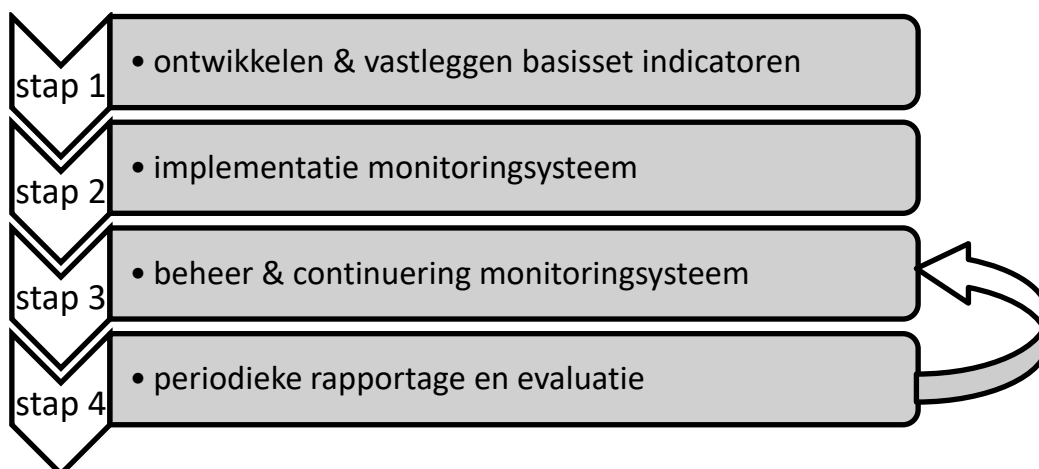 stap 1
• ontwikkelen & vastleggen basisset indicatoren
stap 2
• implementatie monitoringsysteem
stap 3
• beheer & continuering monitoringsysteem
stap 4
• periodieke rapportage en evaluatie